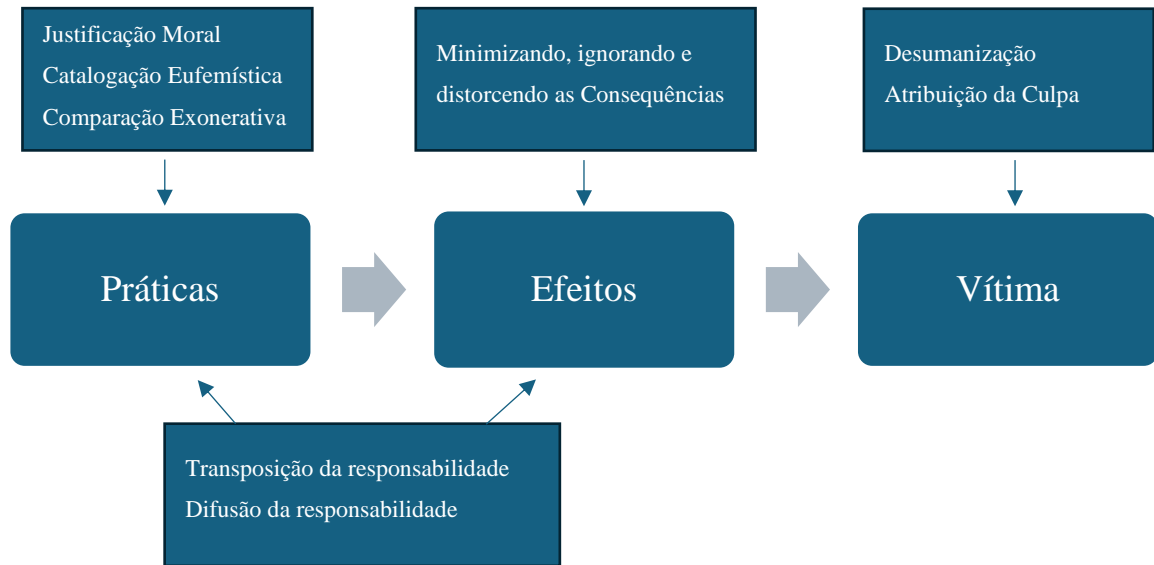 Justificação Moral
Catalogação Eufemística
Comparação Exonerativa
Minimizando, ignorando e
distorcendo as Consequências
Desumanização
Atribuição da Culpa
Práticas
Efeitos
Vítima
Transposição da responsabilidade
Difusão da responsabilidade